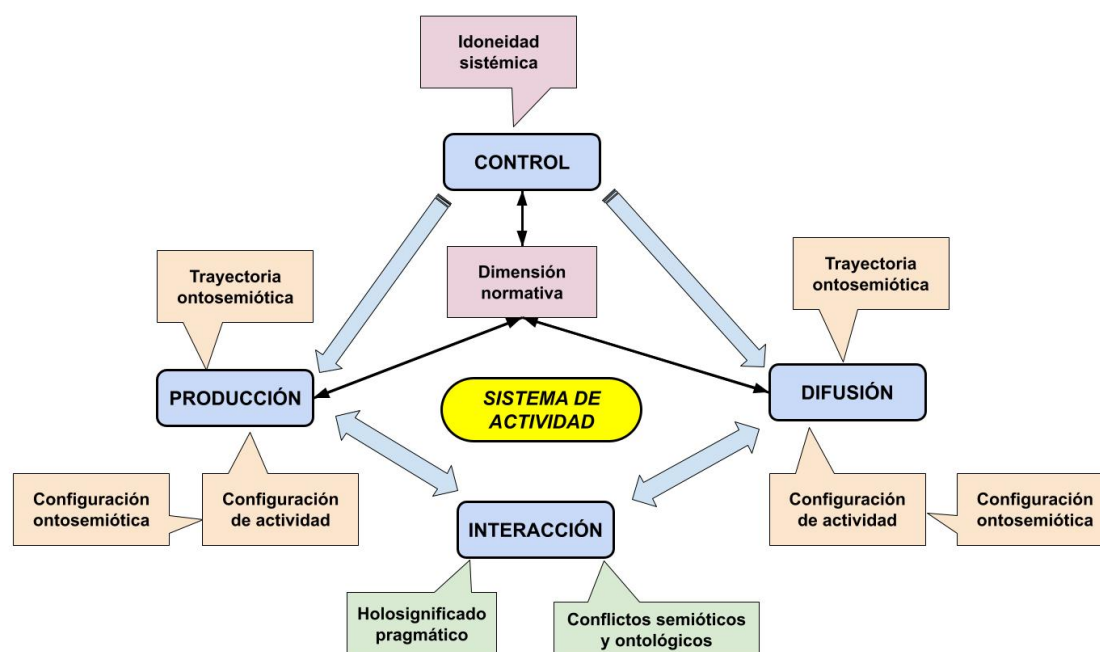 Idoneidad
sistémica
CONTROL
Dimensión
normativa
Trayectoria
ontosemiótica
Trayectoria
ontosemiótica
PRODUCCIÓN
SISTEMA DE
ACTIVIDAD
DIFUSIÓN
Configuración
ontosemiótica
Configuración
de actividad
Configuración
de actividad
Configuración
ontosemiótica
INTERACCIÓN
Holosignificado
pragmático
Conflictos semióticos
y ontológicos